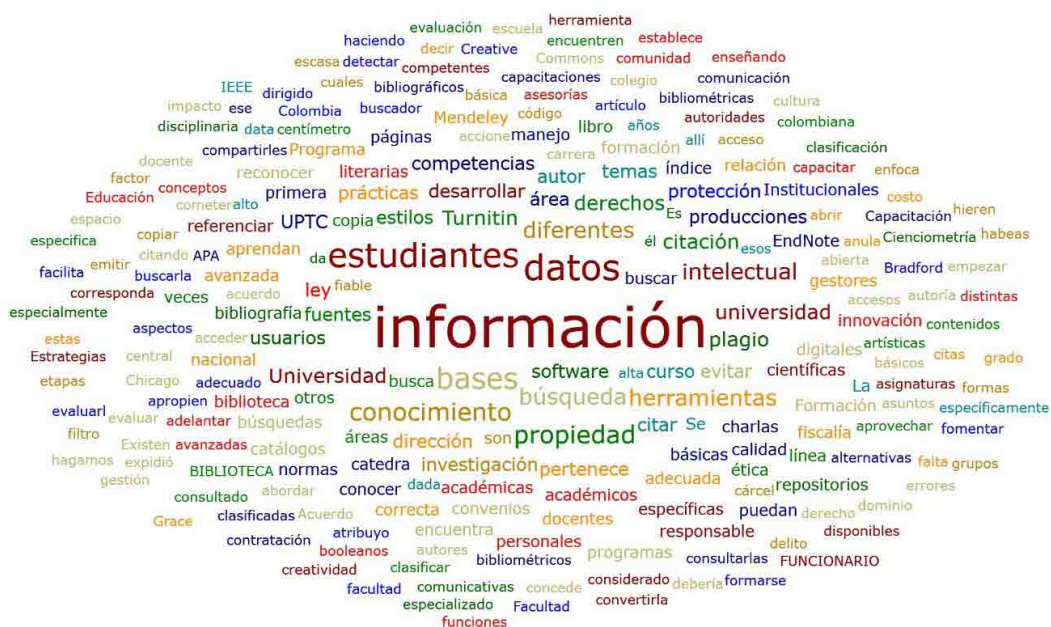 herramienta
evaluación escuela encuentren establece
haciendo decir Creative Commons comunidad enseñando
escasa detectar competentes capacitaciones colegio comunicación
IEEE cuales bibliográficos básica asesorías artículo bibliométricas cultura
impacto ese dirigido Colombia buscador Mendeley código libro años autoridades colombiana
disciplinaria data centímetro páginas accione manejo allí acceso clasificación
docente compartirles Programa literarias competencias carrera formación índice relación capacitar enfoca
factor reconocer autor temas
Educación conceptos cometer alto primera prácticas desarrollar área derechos protección Institucionales costo
espacio referenciar UPTC copia estilos Turnitin Es producciones abrir Capacitación hieren
especifica copiar citando APA aprendan diferentes él citación esos EndNote anula Cienciometría habeas
facilita emitir buscarla avanzada da estudiantes datos buscar intelectual abierta Bradford empezar
corresponda acuerdo ley fiable gestores
especialmente veces bibliografía fuentes información universidad accesos autoría distintas
estas aspectos acceder usuarios plagio innovación contenidos
Estrategias central nacional digitales artísticas
etapas Chicago adecuado Universidad busca bases software alta curso evitar científicas básicos citas grado
evaluarl apropien biblioteca otros búsqueda herramientas La asignaturas formas
filtro evaluar adelantar búsquedas conocimiento citar Se charlas Formación asuntos específicamente
hagamos Existen avanzadas catálogos áreas dirección son propiedad fiscalía aprovechar fomentar
gestión expidió BIBLIOTECA normas catedra investigación pertenece básicas calidad línea alternativas falta grupos
consultado abordar conocer dada académicas académicos adecuada ética cárcel repositorios errores
Grace clasificadas Acuerdo correcta convenios docentes específicas puedan derecho dominio
contratación atribuyo encuentra personales responsable disponibles
booleanos autores bibliométricos programas consultarlas delito
creatividad clasificar FUNCIONARIO
facultad comunicativas concede considerado debería formarse
especializado Facultad convertirla
funciones